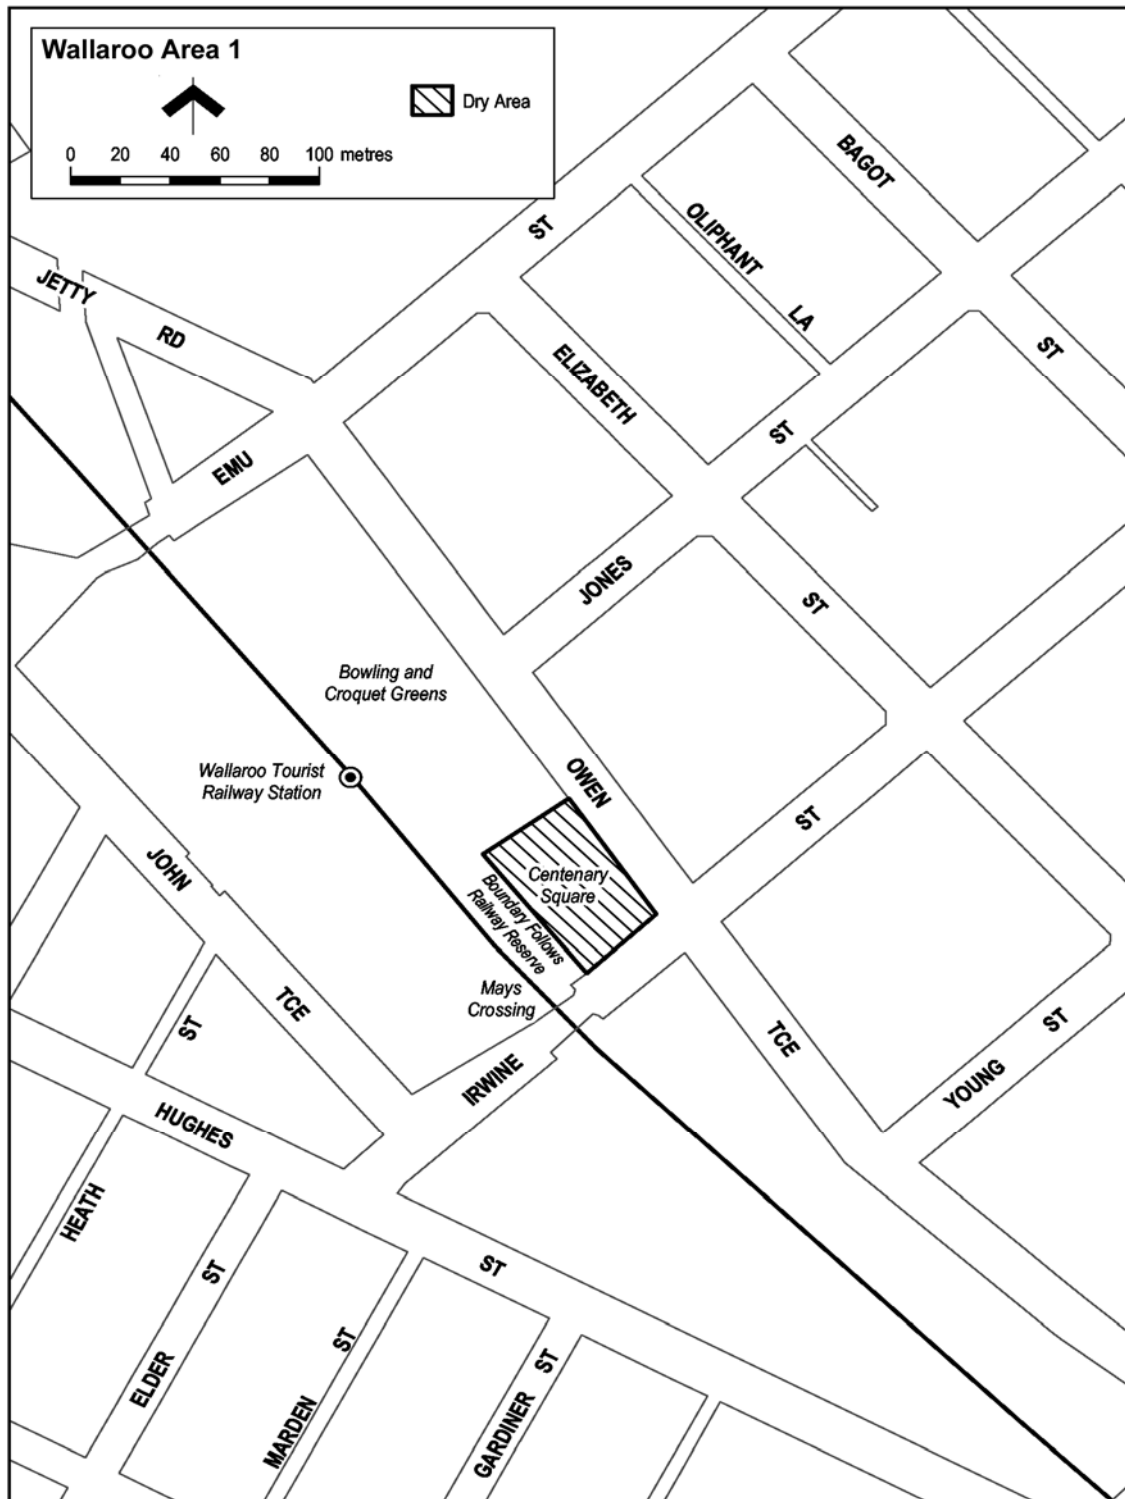 Wallaroo Area 1
Dry Area
0 20 40 60 80 100 metres
BAGOT
ST
OLIPHANT
LA
ST
JETTY
RD
ELIZABETH
ST
ST
EMU
JONES
ST
Bowling and
Croquet Greens
OWEN
Wallaroo Tourist
Railway Station
ST
JOHN
Centenary
Square
Boundary Follows
Railway Reserve
Mays
Crossing
TCE
ST
TCE
ST
IRWINE
YOUNG
HUGHES
HEATH
ST
ST
ST
ELDER
ST
MARDEN
GARDINER